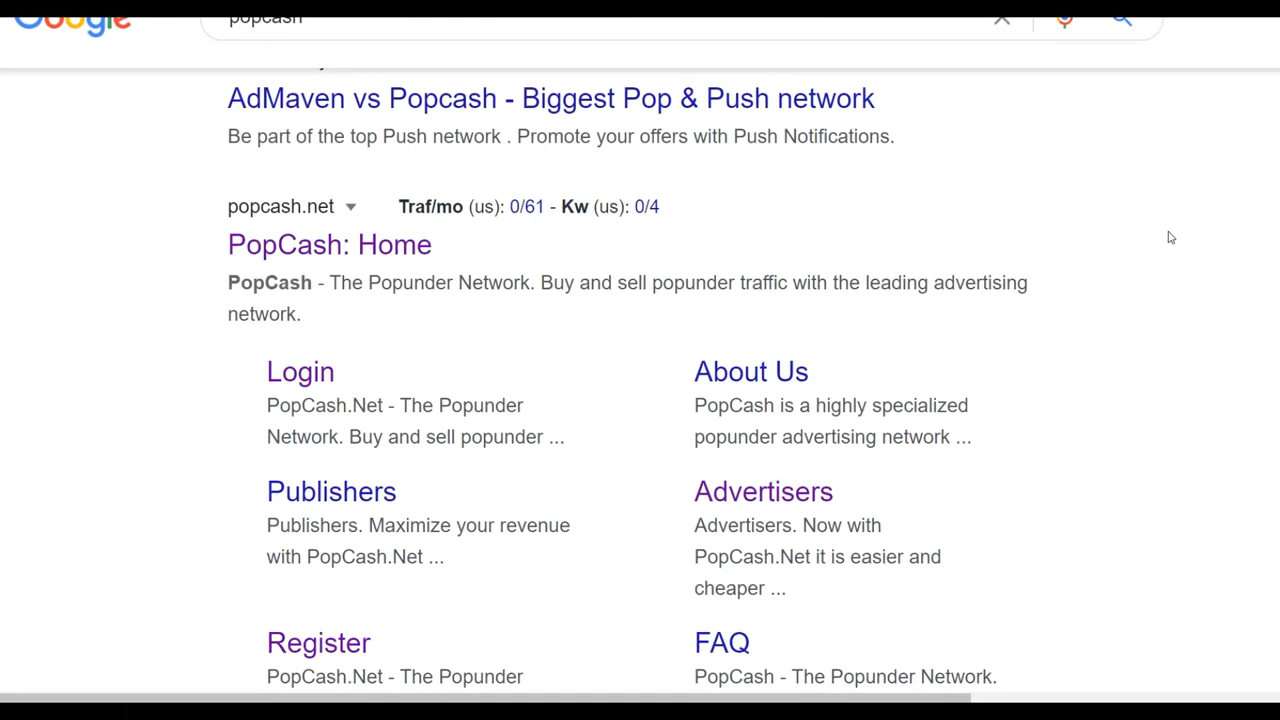 Google popcash
AdMaven vs Popcash - Biggest Pop & Push network
Be part of the top Push network . Promote your offers with Push Notifications.
popcash.net Traf/mo (us): 0/61 - Kw (us): 0/4
PopCash: Home
PopCash - The Popunder Network. Buy and sell popunder traffic with the leading advertising
network.
Login
PopCash.Net - The Popunder
Network. Buy and sell popunder ...
About Us
PopCash is a highly specialized
popunder advertising network ...
Publishers
Publishers. Maximize your revenue
with PopCash.Net ...
Advertisers
Advertisers. Now with
PopCash.Net it is easier and
cheaper ...
Register
PopCash.Net - The Popunder
FAQ
PopCash - The Popunder Network.